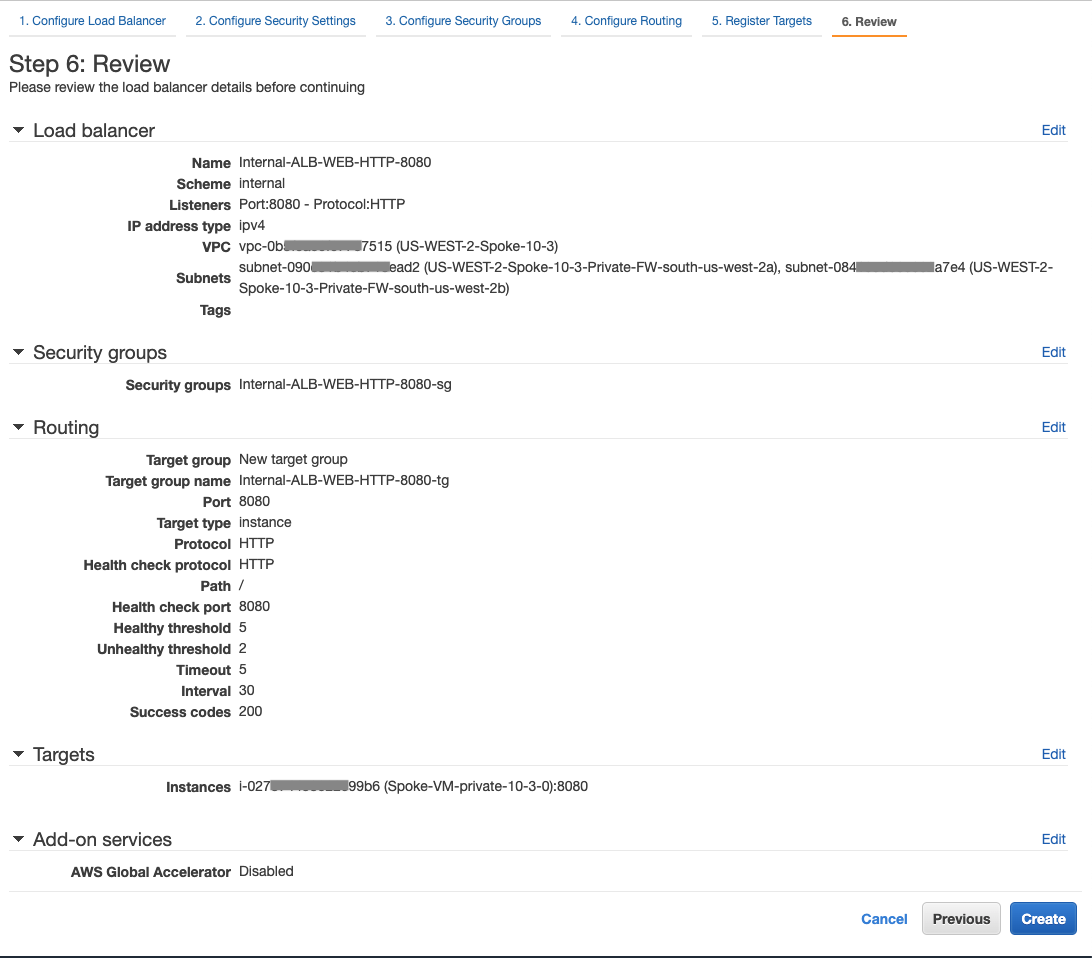 1. Configure Load Balancer 2. Configure Security Settings 3. Configure Security Groups 4. Configure Routing 5. Register Targets 6. Review
Step 6: Review
Please review the load balancer details before continuing
Load balancer Edit
Name Internal-ALB-WEB-HTTP-8080
Scheme internal
Listeners Port:8080 - Protocol:HTTP
IP address type ipv4
VPC vpc-0b 7515 (US-WEST-2-Spoke-10-3)
Subnets subnet-090 ead2 (US-WEST-2-Spoke-10-3-Private-FW-south-us-west-2a), subnet-084 a7e4 (US-WEST-2-
Spoke-10-3-Private-FW-south-us-west-2b)
Tags
Security groups Edit
Security groups Internal-ALB-WEB-HTTP-8080-sg
Routing Edit
Target group New target group
Target group name Internal-ALB-WEB-HTTP-8080-tg
Port 8080
Target type instance
Protocol HTTP
Health check protocol HTTP
Path /
Health check port 8080
Healthy threshold 5
Unhealthy threshold 2
Timeout 5
Interval 30
Success codes 200
Targets Edit
Instances i-027 99b6 (Spoke-VM-private-10-3-0):8080
Add-on services Edit
AWS Global Accelerator Disabled
Cancel Previous Create